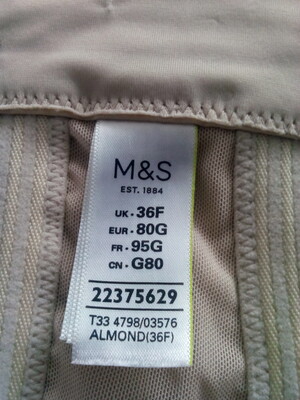 M&S
EST. 1884
UK • 36F
EUR • 80G
FR • 95G
CN • G80
22375629
T33 4798/03576
ALMOND(36F)